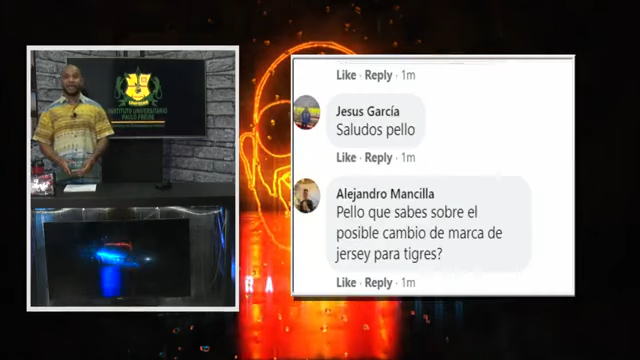 INSTITUTO UNIVERSITARIO
PAULO FREIRE
Like · Reply · 1m
Jesus García
Saludos pello
Like · Reply · 1m
Alejandro Mancilla
Pello que sabes sobre el
posible cambio de marca de
jersey para tigres?
Like · Reply · 1m
R A